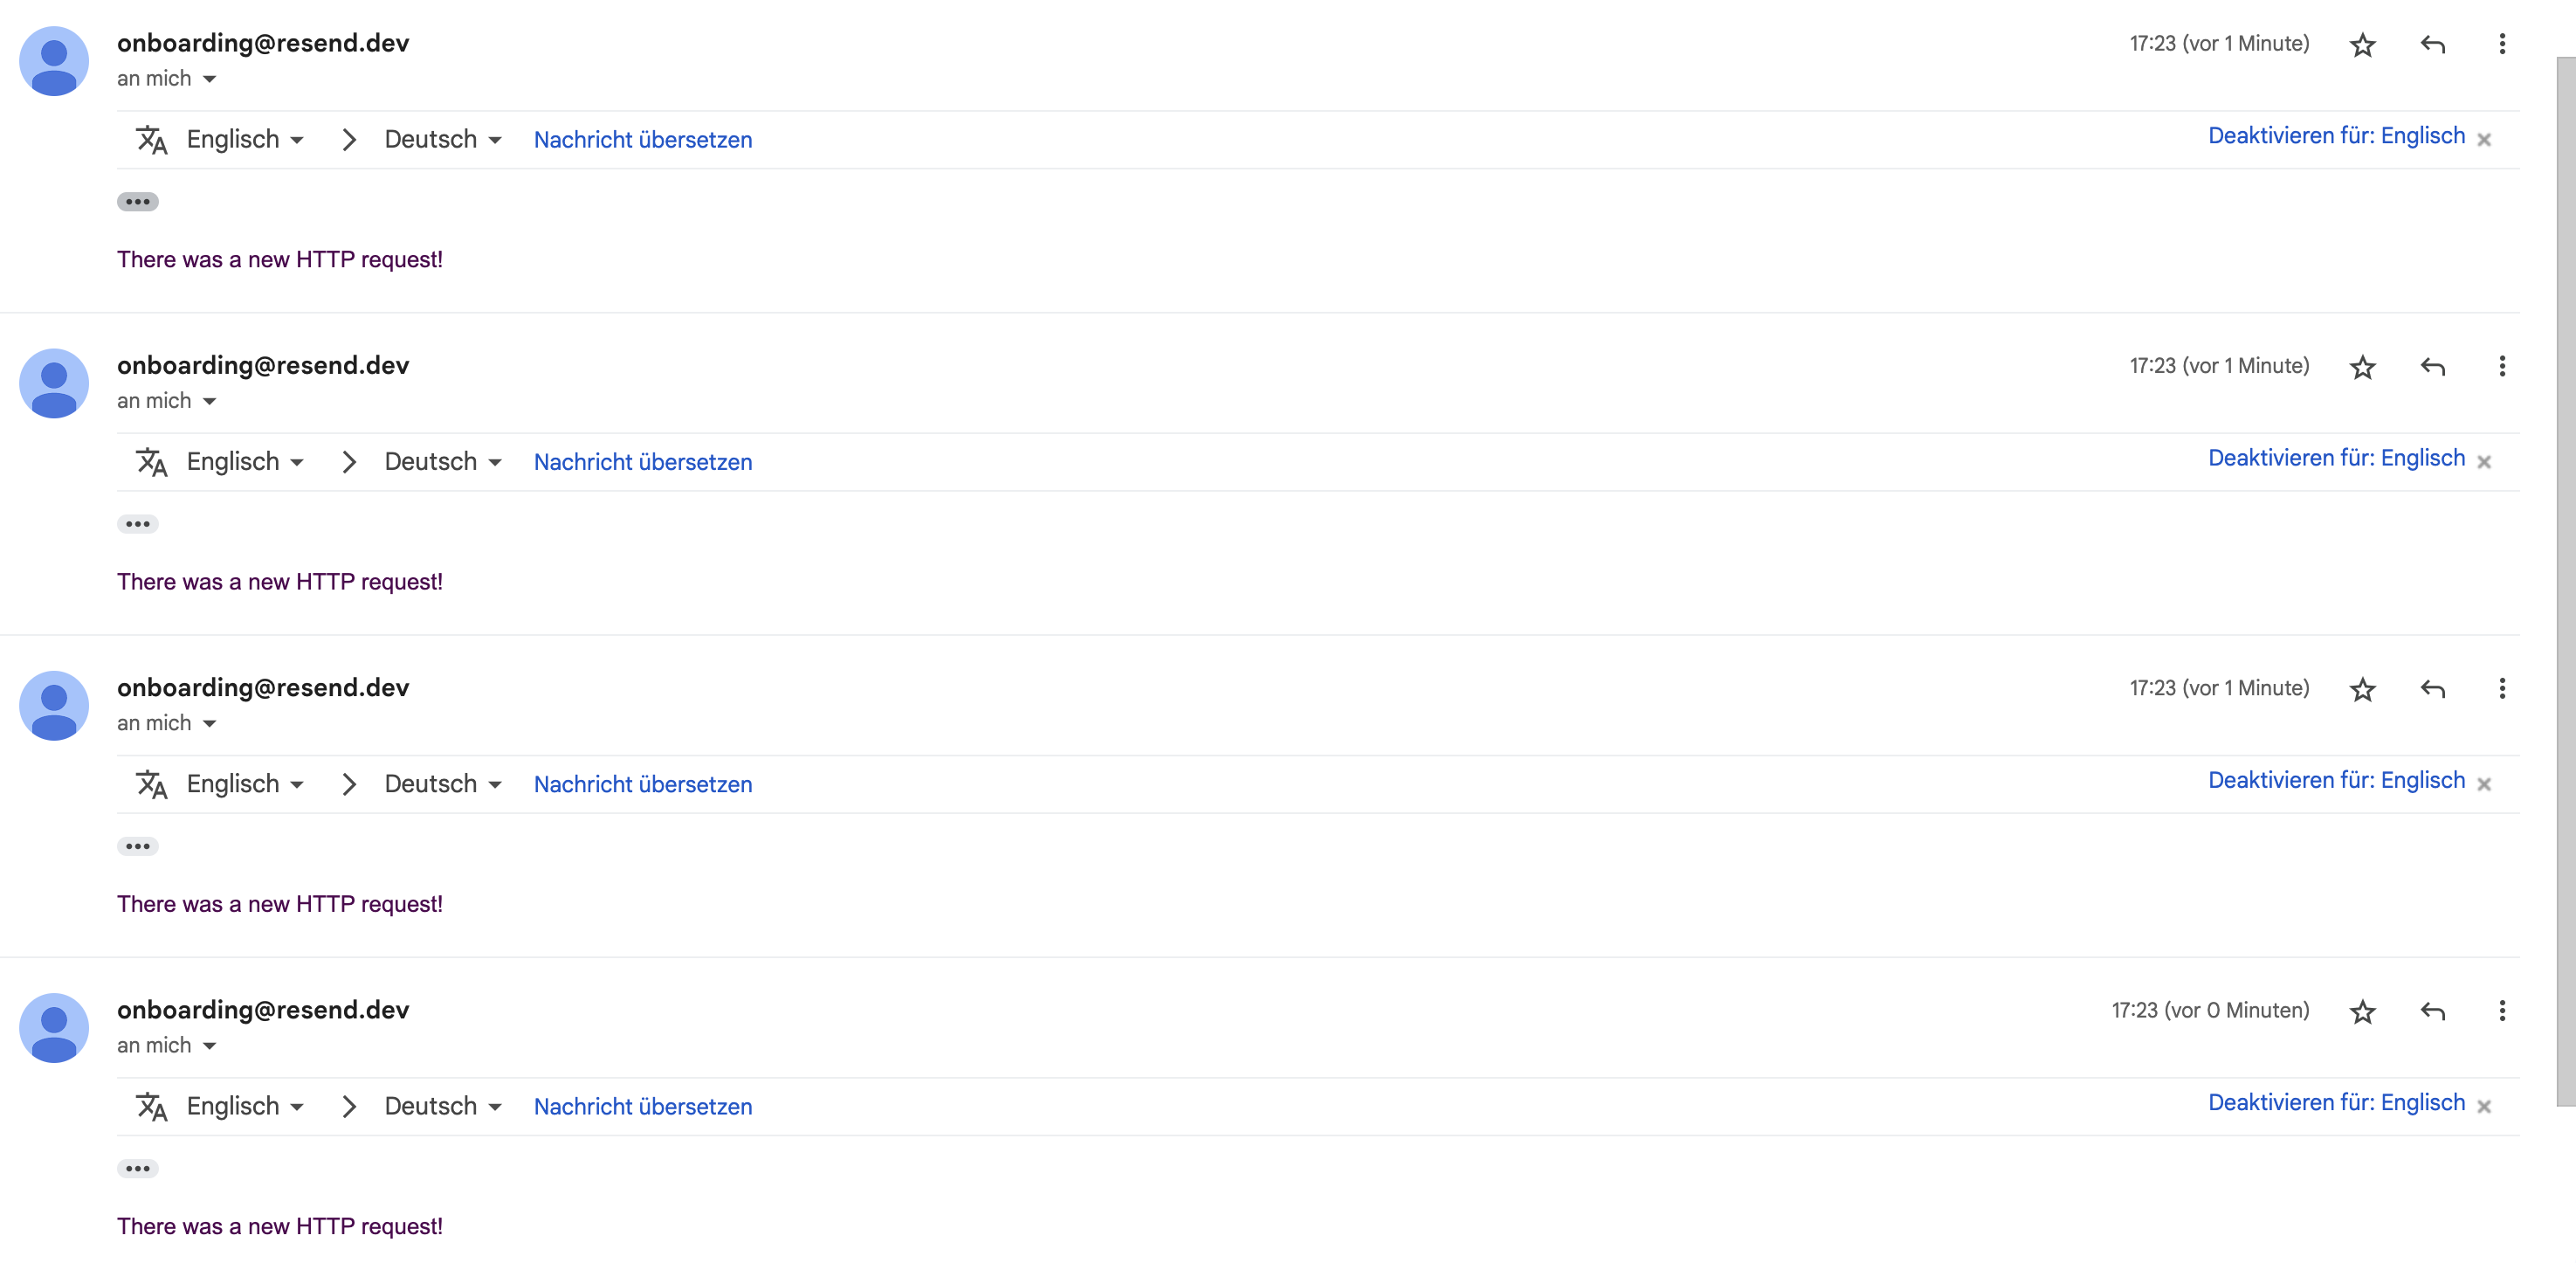 onboarding@resend.dev 17:23 (vor 1 Minute)
an mich
Englisch Deutsch Nachricht übersetzen Deaktivieren für: Englisch
There was a new HTTP request!
onboarding@resend.dev 17:23 (vor 1 Minute)
an mich
Englisch Deutsch Nachricht übersetzen Deaktivieren für: Englisch
There was a new HTTP request!
onboarding@resend.dev 17:23 (vor 1 Minute)
an mich
Englisch Deutsch Nachricht übersetzen Deaktivieren für: Englisch
There was a new HTTP request!
onboarding@resend.dev 17:23 (vor 0 Minuten)
an mich
Englisch Deutsch Nachricht übersetzen Deaktivieren für: Englisch
There was a new HTTP request!